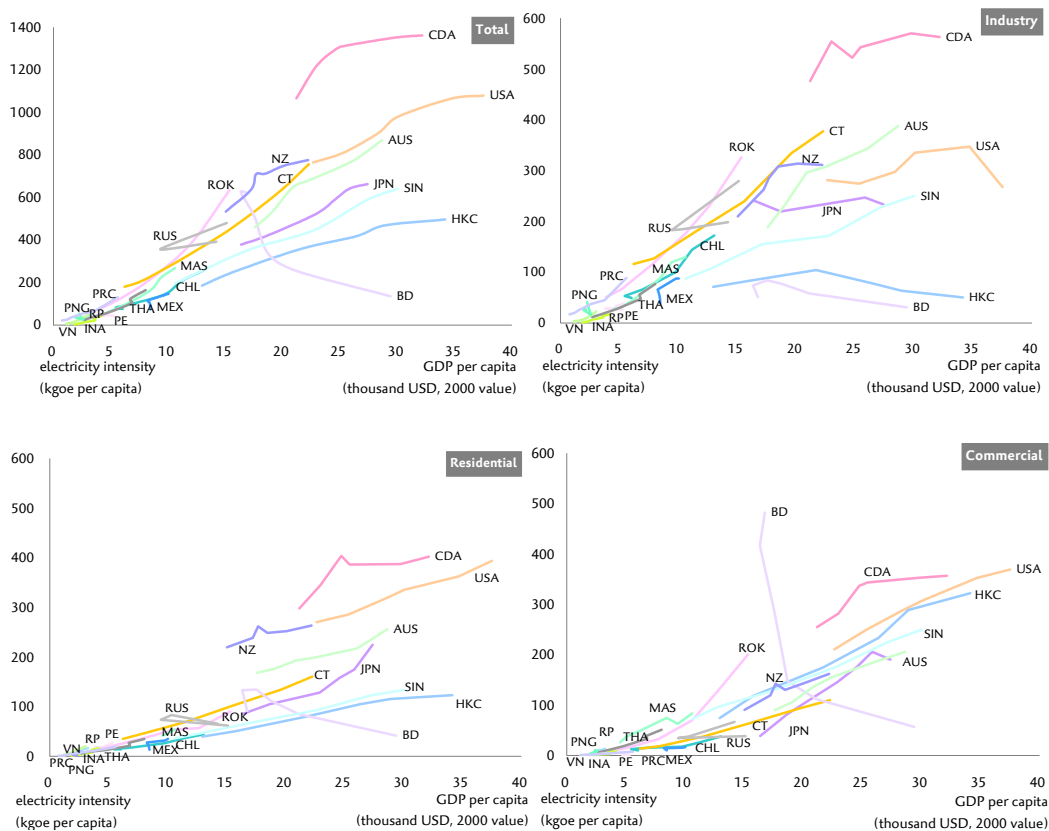 Total
1400
1200
1000
800
600
400
200
0
CDA
USA
AUS
NZ
CT
ROK
JPN
SIN
HKC
RUS
MAS
CHL
PRC
PNG
RP
THA
MEX
BD
VN
INA
PE
0 5 10 15 20 25 30 35 40
electricity intensity
(kgoe per capita)
GDP per capita
(thousand USD, 2000 value)
Industry
600
500
400
300
200
100
0
CDA
CT
AUS
ROK
NZ
USA
SIN
JPN
RUS
CHL
MAS
PRC
PNG
THA
MEX
HKC
BD
RP
PE
VN
INA
0 5 10 15 20 25 30 35 40
electricity intensity
(kgoe per capita)
GDP per capita
(thousand USD, 2000 value)
Residential
600
500
400
300
200
100
0
CDA
USA
NZ
AUS
JPN
CT
SIN
HKC
RUS
ROK
PE
RP
MAS
BD
VN
MEX
CHL
INA
THA
PRC
PNG
0 5 10 15 20 25 30 35 40
electricity intensity
(kgoe per capita)
GDP per capita
(thousand USD, 2000 value)
Commercial
600
500
400
300
200
100
0
BD
CDA
USA
HKC
SIN
ROK
AUS
NZ
MAS
CT
JPN
RP
THA
PNG
RUS
CHL
VN
INA
PE
PRC
MEX
0 5 10 15 20 25 30 35 40
electricity intensity
(kgoe per capita)
GDP per capita
(thousand USD, 2000 value)